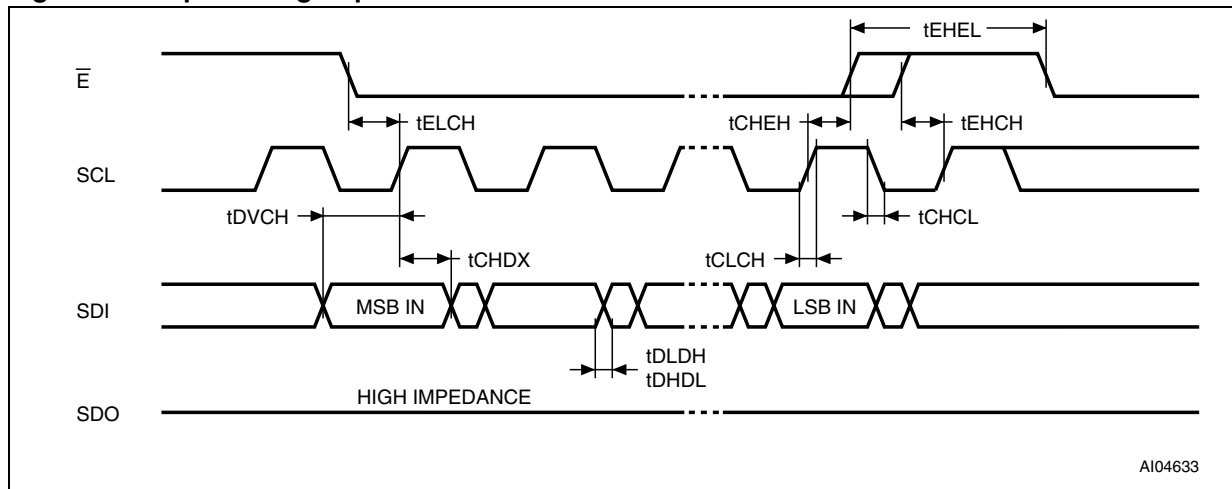 tEHEL
E
tELCH
tCHEH
tEHCH
SCL
tDVCH
tCHCL
tCHDX
tCLCH
SDI
MSB IN
LSB IN
tDLDH
tDHDL
HIGH IMPEDANCE
SDO
AI04633